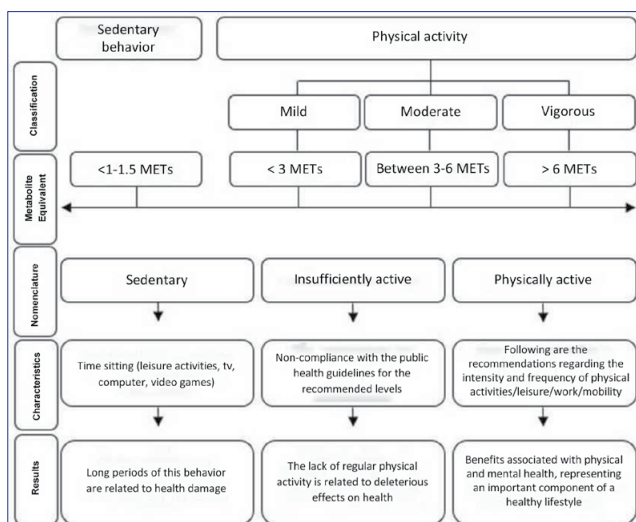 Sedentary
behavior
Physical activity
Classification
Mild
Moderate
Vigorous
Metabolite
Equivalent
<1-1.5 METs
< 3 METs
Between 3-6 METs
> 6 METs
Nomenclature
Sedentary
Insufficiently active
Physically active
Characteristics
Time sitting (leisure activities, tv,
computer, video games)
Non-compliance with the public
health guidelines for the
recommended levels
Following are the
recommendations regarding the
intensity and frequency of physical
activities/leisure/work/mobility
Results
Long periods of this behavior
are related to health damage
The lack of regular physical
activity is related to deleterious
effects on health
Benefits associated with physical
and mental health, representing
an important component of a
healthy lifestyle